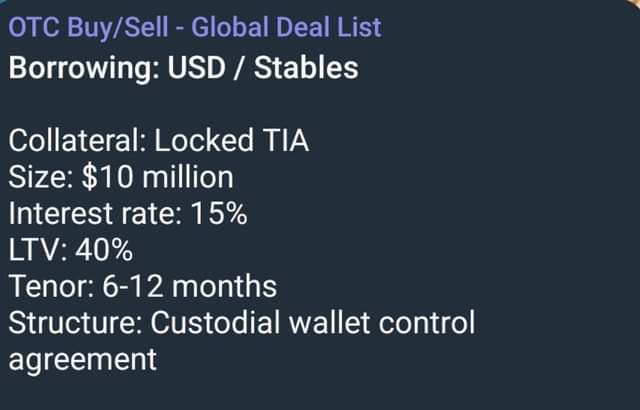 OTC Buy/Sell - Global Deal List
Borrowing: USD / Stables
Collateral: Locked TIA
Size: $10 million
Interest rate: 15%
LTV: 40%
Tenor: 6-12 months
Structure: Custodial wallet control
agreement